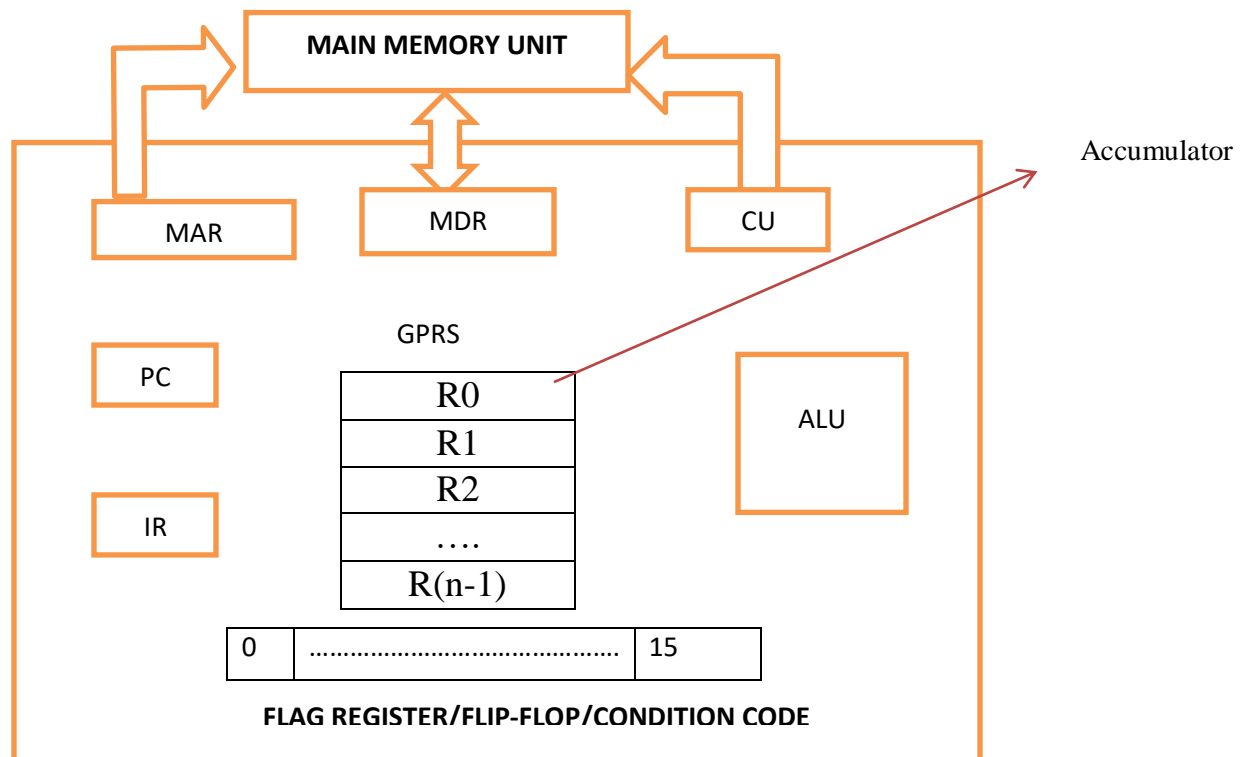 MAIN MEMORY UNIT
Accumulator
MAR
MDR
CU
GPRS
PC
R0
ALU
R1
R2
IR
….
R(n-1)
0 ………………………………………. 15
FLAG REGISTER/FLIP-FLOP/CONDITION CODE